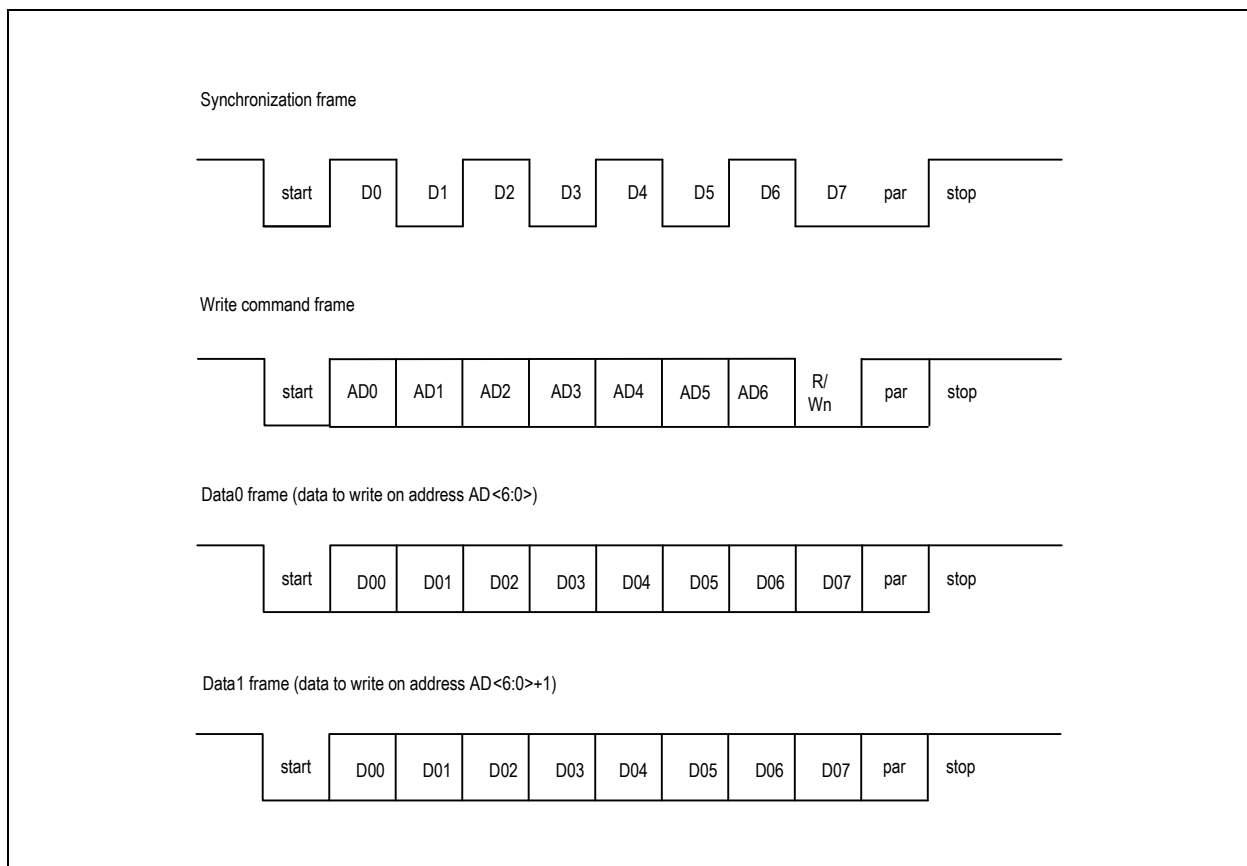 Synchronization frame
start D0 D1 D2 D3 D4 D5 D6 D7 par stop
Write command frame
start AD0 AD1 AD2 AD3 AD4 AD5 AD6 R/ Wn par stop
Data0 frame (data to write on address AD<6:0>)
start D00 D01 D02 D03 D04 D05 D06 D07 par stop
Data1 frame (data to write on address AD<6:0>+1)
start D00 D01 D02 D03 D04 D05 D06 D07 par stop